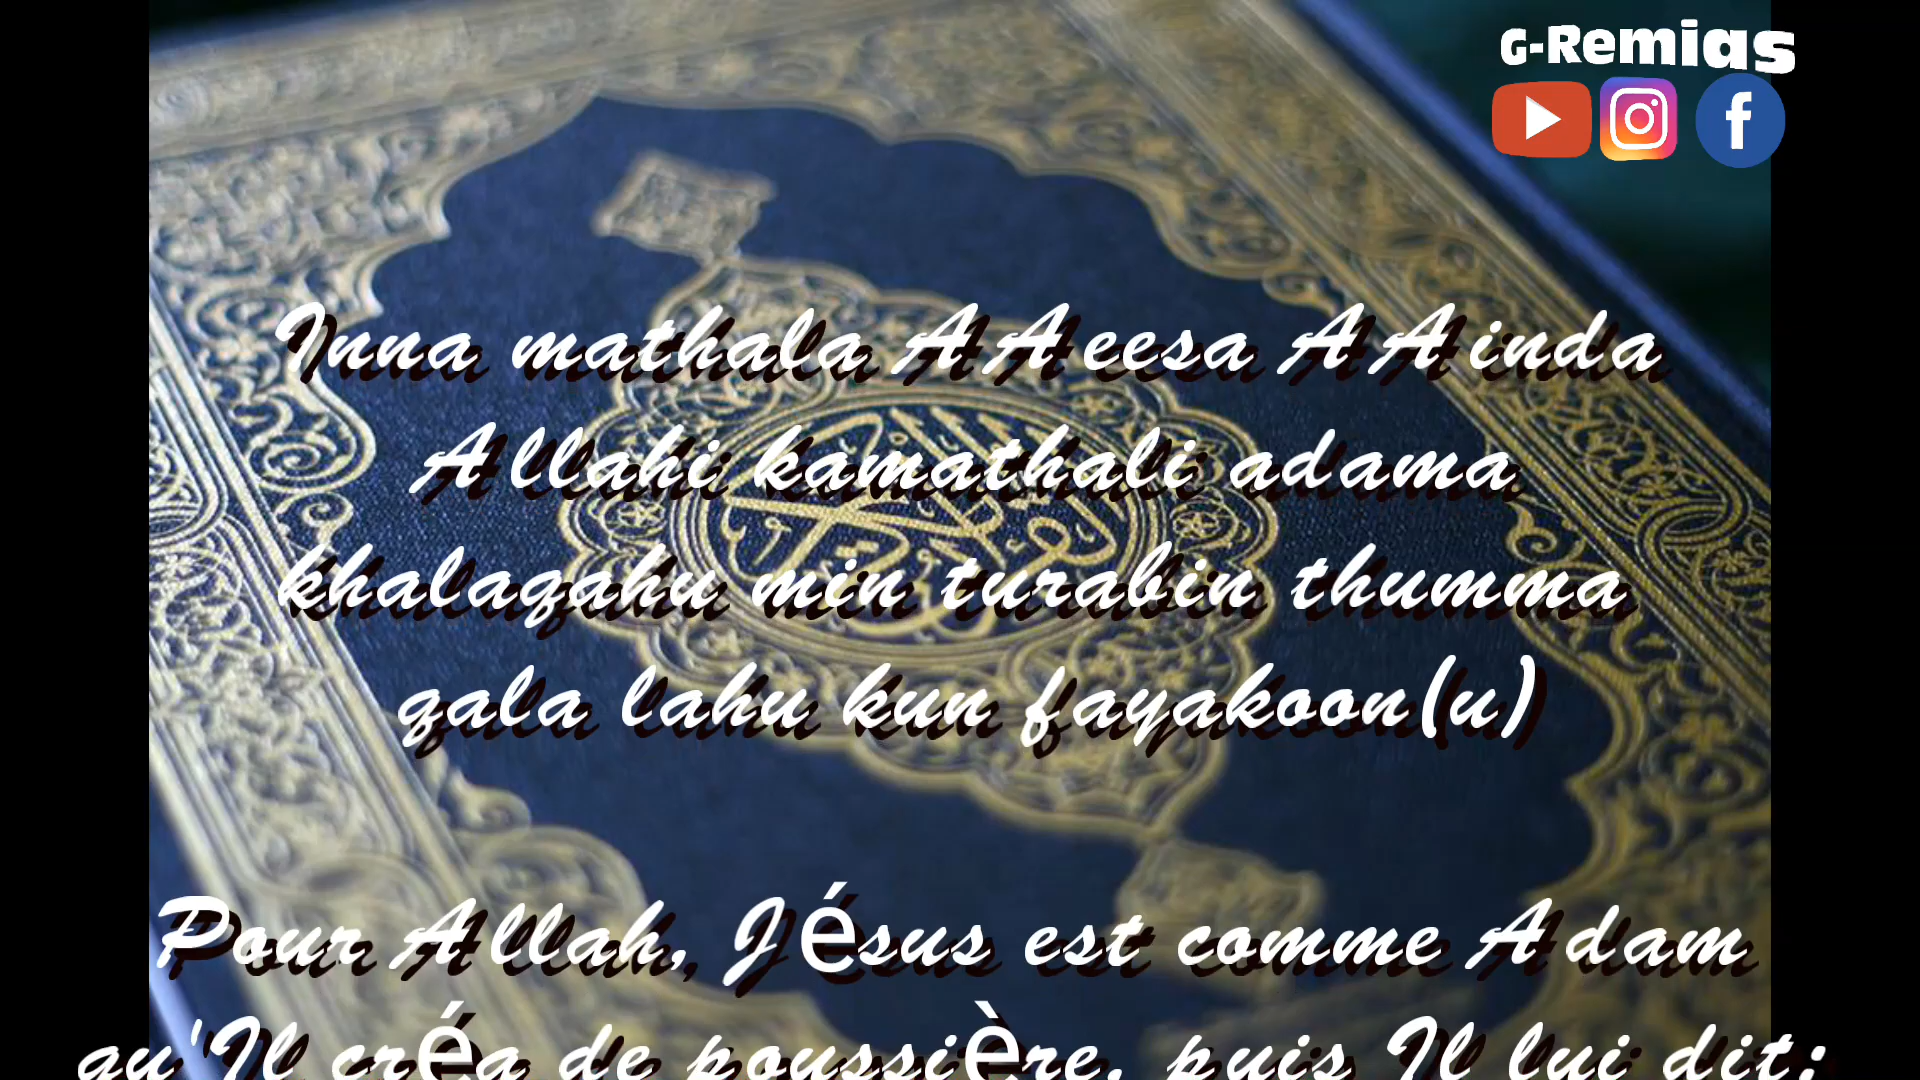 G-Remias
Inna mathala AAeesa AAinda
Allahi kamathali adama
khalaqahu min turabin thumma
qala lahu kun fayakoon(u)
Pour Allah, Jésus est comme Adam
qu'Il créa de poussière, puis Il lui dit: